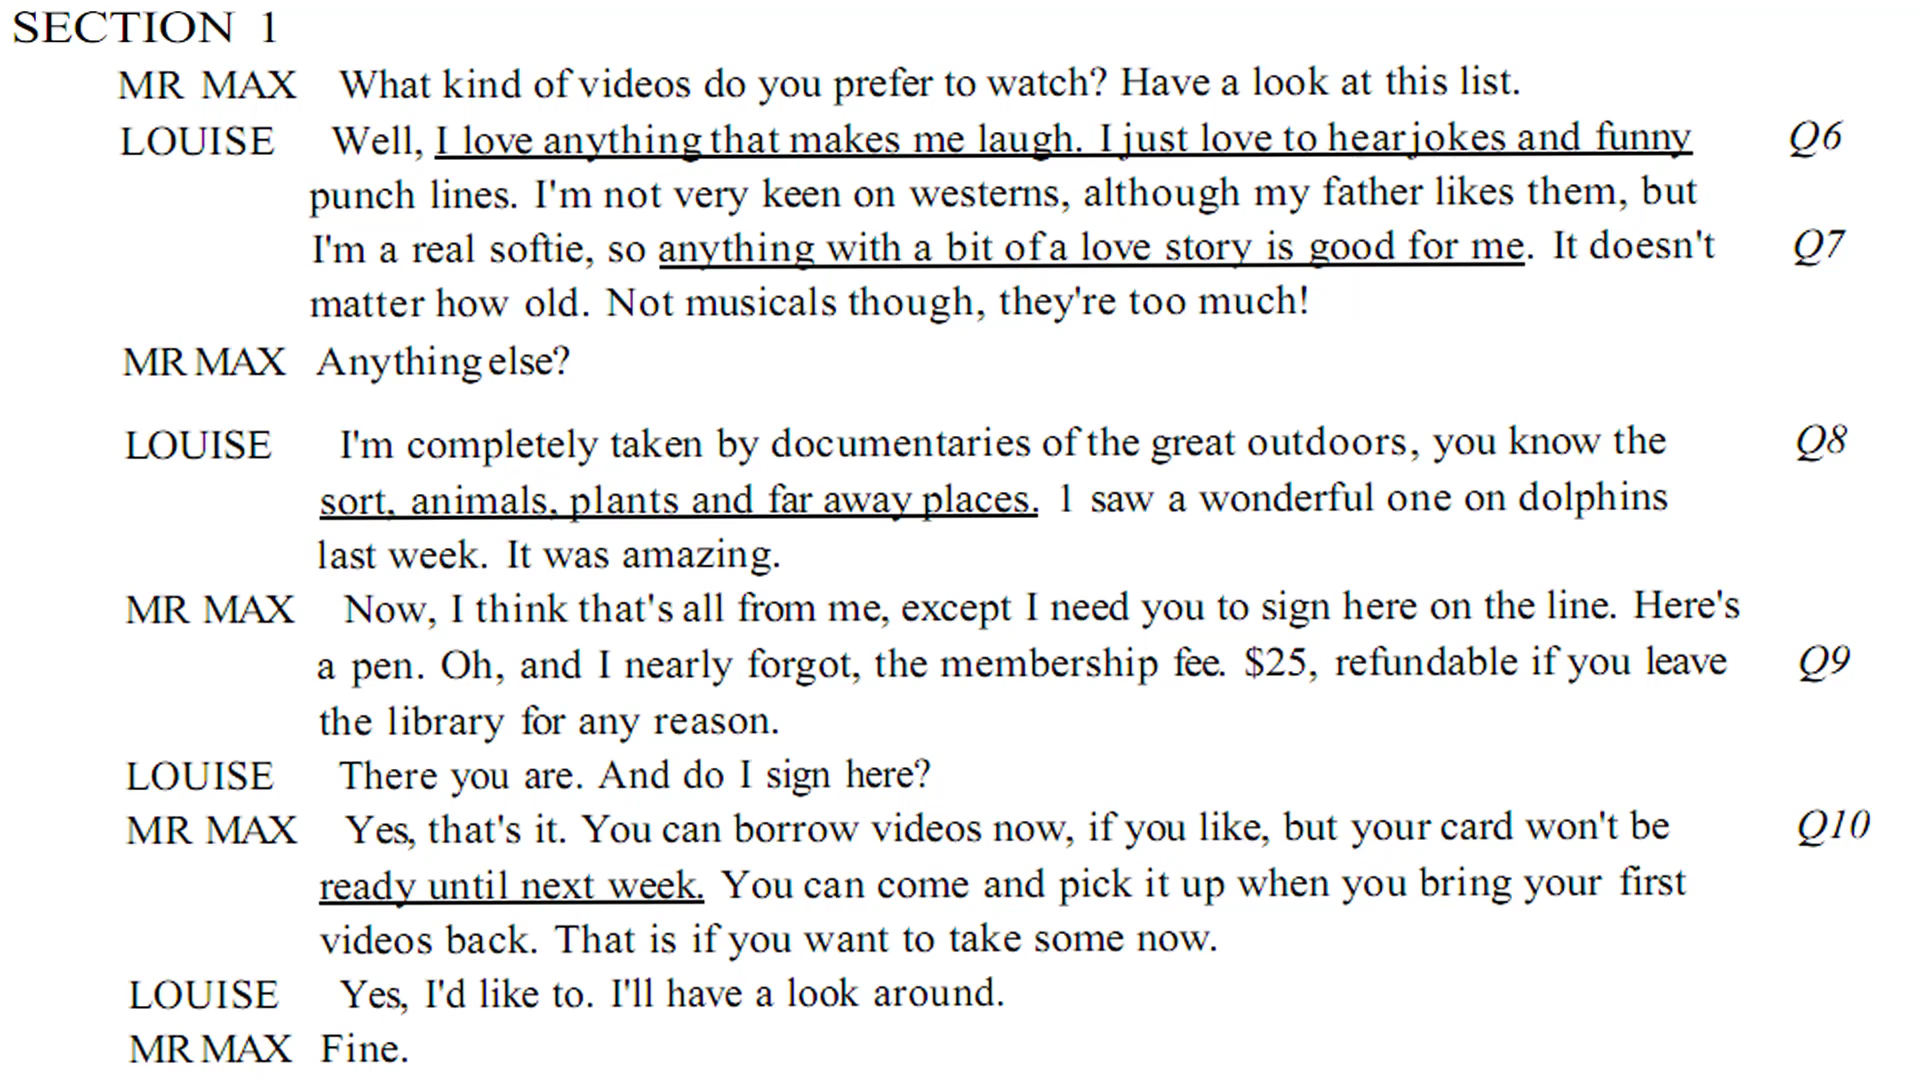 SECTION 1
MR MAX What kind of videos do you prefer to watch? Have a look at this list.
LOUISE Well, I love anything that makes me laugh. I just love to hear jokes and funny Q6
punch lines. I'm not very keen on westerns, although my father likes them, but
I'm a real softie, so anything with a bit of a love story is good for me. It doesn't Q7
matter how old. Not musicals though, they're too much!
MR MAX Anything else?
LOUISE I'm completely taken by documentaries of the great outdoors, you know the Q8
sort, animals, plants and far away places. 1 saw a wonderful one on dolphins
last week. It was amazing.
MR MAX Now, I think that's all from me, except I need you to sign here on the line. Here's
a pen. Oh, and I nearly forgot, the membership fee. $25, refundable if you leave Q9
the library for any reason.
LOUISE There you are. And do I sign here?
MR MAX Yes, that's it. You can borrow videos now, if you like, but your card won't be Q10
ready until next week. You can come and pick it up when you bring your first
videos back. That is if you want to take some now.
LOUISE Yes, I'd like to. I'll have a look around.
MR MAX Fine.